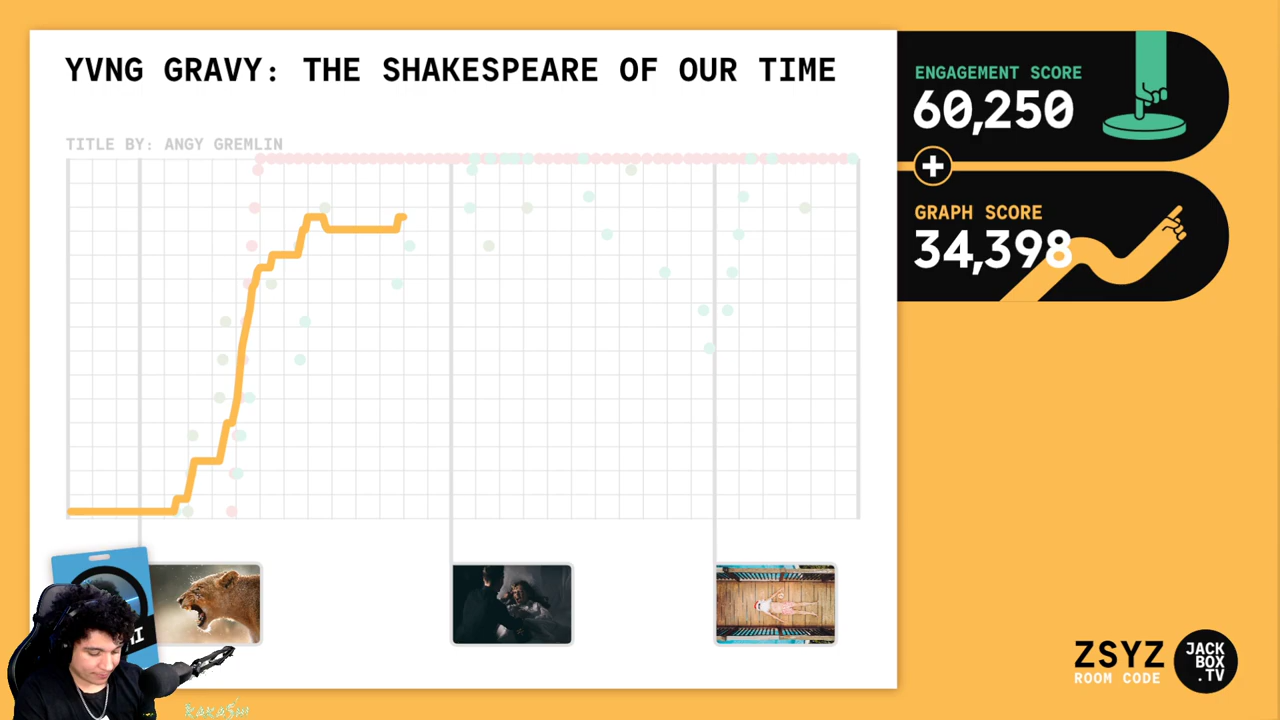 YVNG GRAVY: THE SHAKESPEARE OF OUR TIME
TITLE BY: ANGY GREMLIN
ENGAGEMENT SCORE
60,250
+
GRAPH SCORE
34,398
ZSYZ
ROOM CODE
JACK
BOX
.TV